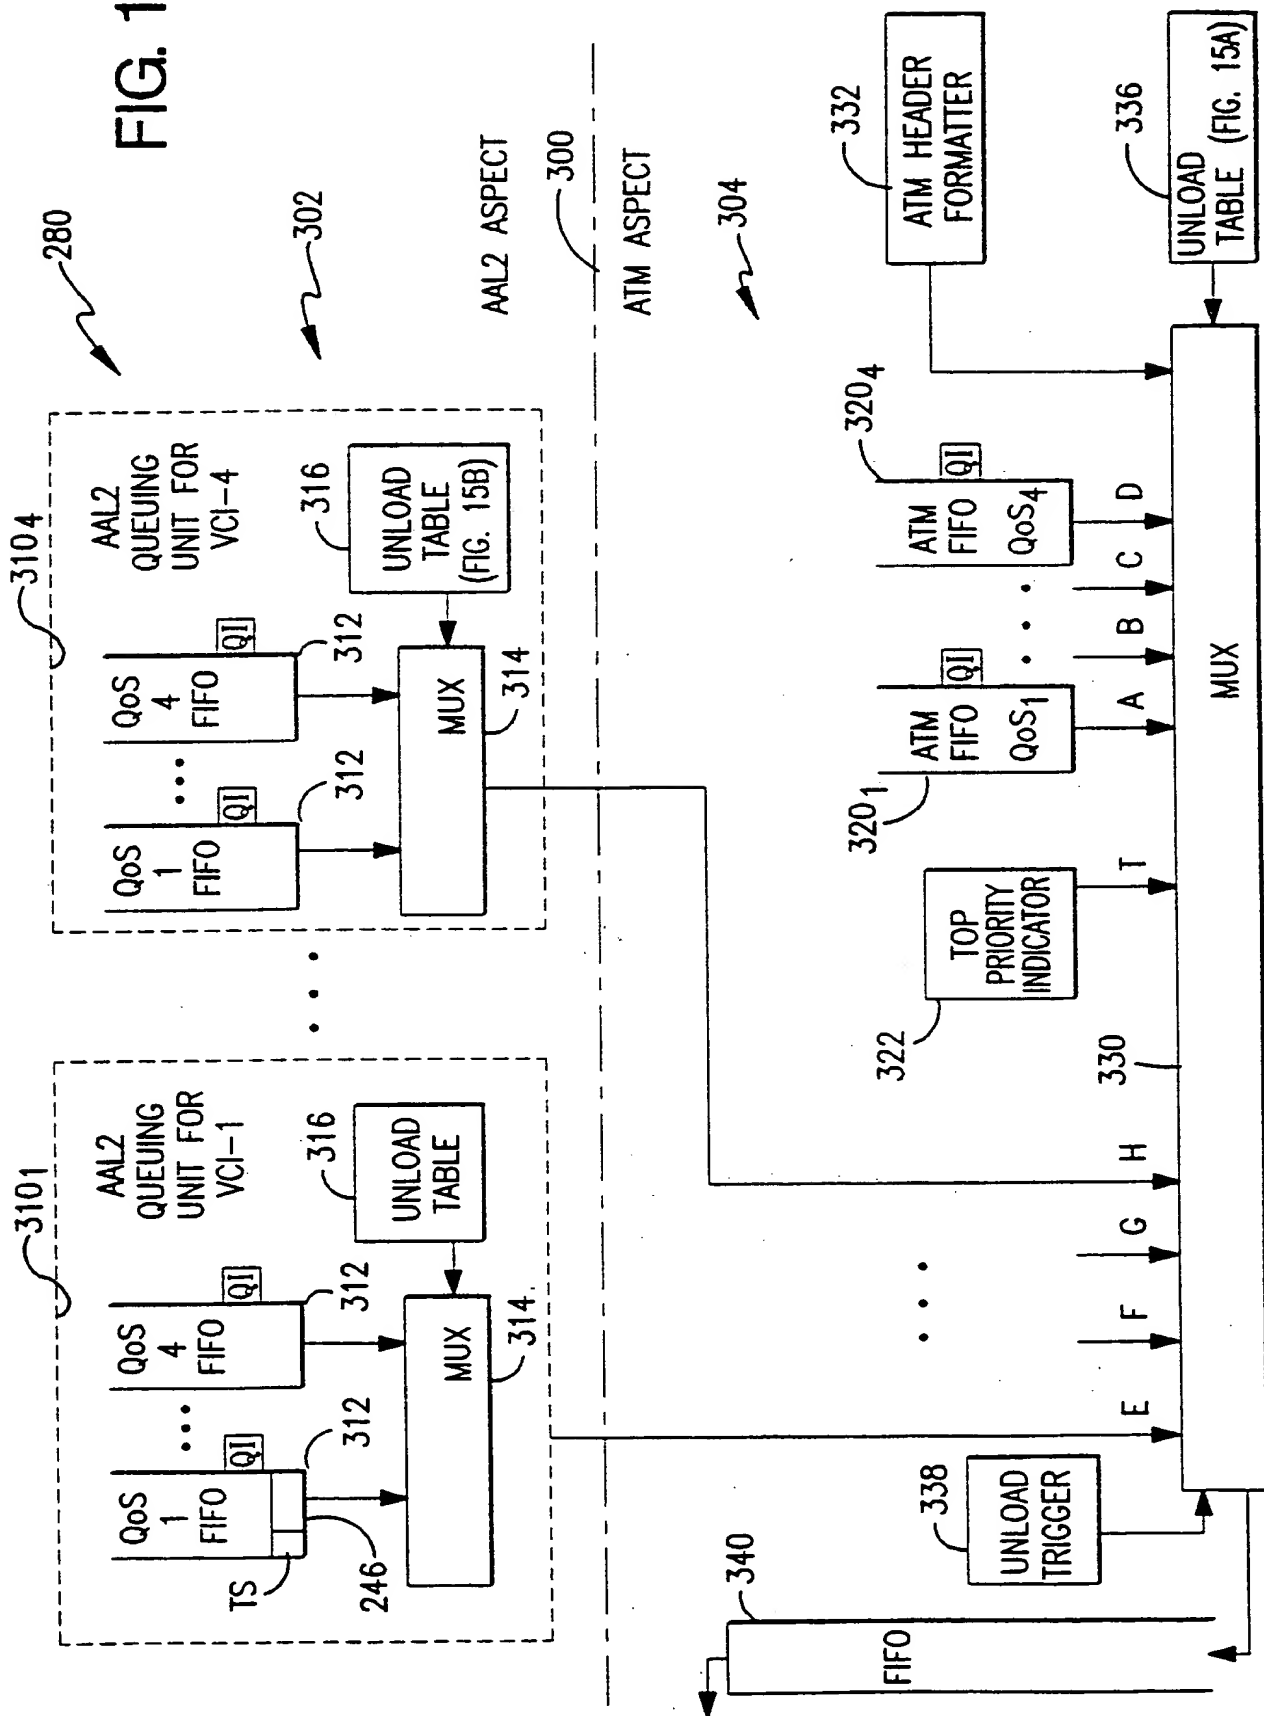 FIG. 1
280
302
AAL2 ASPECT
300
ATM ASPECT
304
310₁
AAL2
QUEUING
UNIT FOR
VCI-1
QoS
1
FIFO
QI
TS
246
312
QoS
4
FIFO
QI
312
316
UNLOAD
TABLE
MUX
314
310₄
AAL2
QUEUING
UNIT FOR
VCI-4
QoS
1
FIFO
QI
312
QoS
4
FIFO
QI
312
316
UNLOAD
TABLE
(FIG. 15B)
MUX
314
340
FIFO
338
UNLOAD
TRIGGER
E
F
G
H
322
TOP
PRIORITY
INDICATOR
T
320₁
ATM
FIFO
QoS₁
QI
A
B
C
D
320₄
ATM
FIFO
QoS₄
QI
332
ATM HEADER
FORMATTER
330
MUX
336
UNLOAD
TABLE (FIG. 15A)